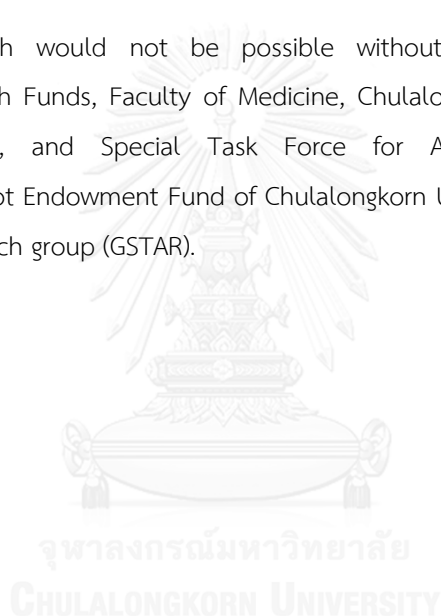 h would not be possible without
h Funds, Faculty of Medicine, Chulalo
, and Special Task Force for A
ot Endowment Fund of Chulalongkorn U
ch group (GSTAR).
จุฬาลงกรณ์มหาวิทยาลัย
CHULALONGKORN UNIVERSITY